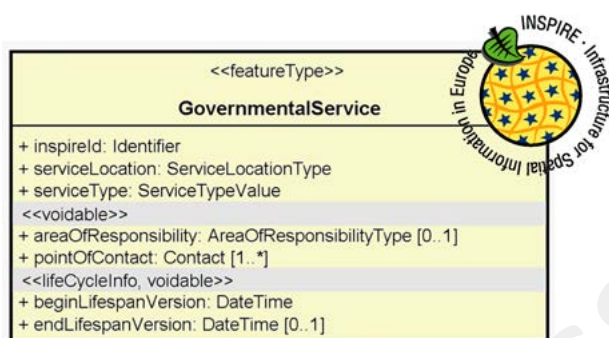 INSPIRE · Infrastructure for Spatial Information in Europe
<<featureType>>
GovernmentalService
+ inspireId: Identifier
+ serviceLocation: ServiceLocationType
+ serviceType: ServiceTypeValue
<<voidable>>
+ areaOfResponsibility: AreaOfResponsibilityType [0..1]
+ pointOfContact: Contact [1..*]
<<lifeCycleInfo, voidable>>
+ beginLifespanVersion: DateTime
+ endLifespanVersion: DateTime [0..1]